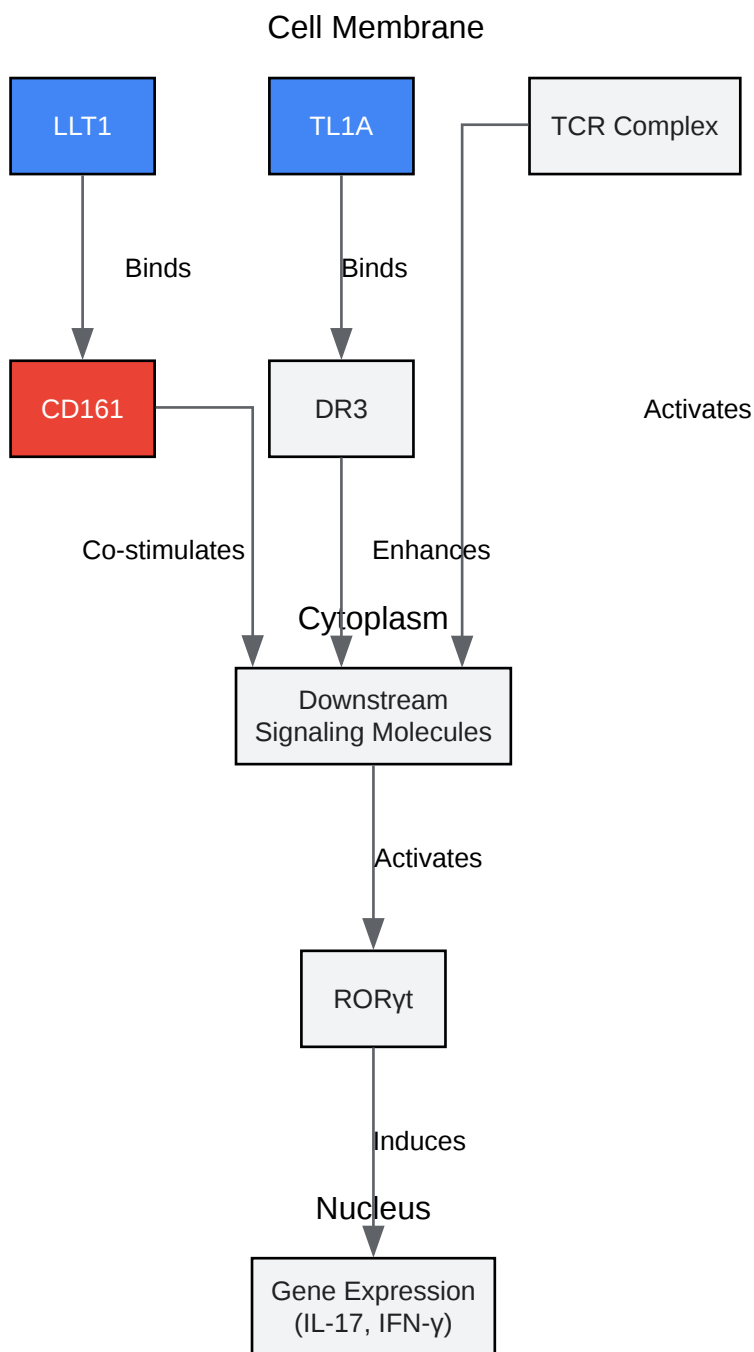 Cell Membrane
LLT1
TL1A
TCR Complex
Binds
Binds
CD161
DR3
Activates
Co-stimulates
Enhances
Cytoplasm
Downstream
Signaling Molecules
Activates
RORγt
Induces
Nucleus
Gene Expression
(IL-17, IFN-γ)